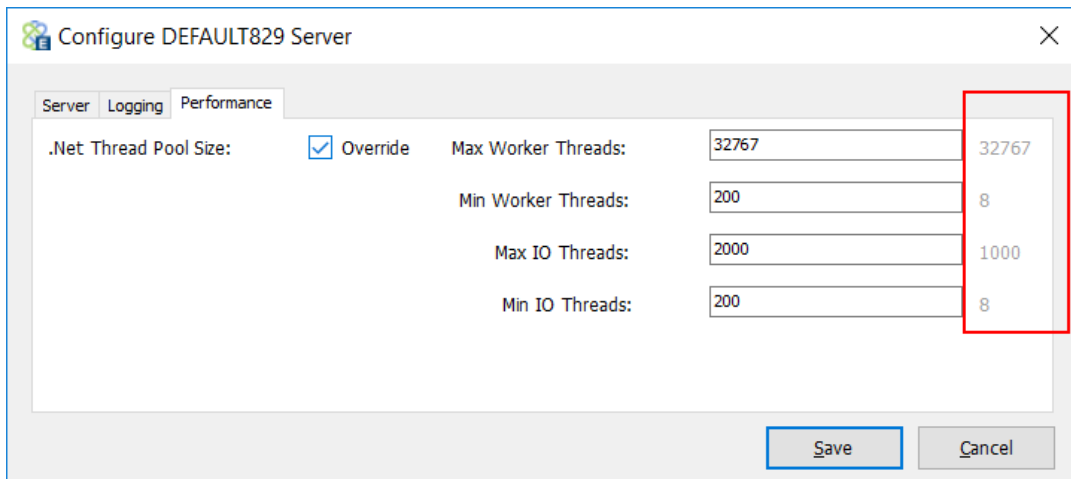 Configure DEFAULT829 Server
Server Logging Performance
.Net Thread Pool Size: Override Max Worker Threads: 32767 32767
Min Worker Threads: 200 8
Max IO Threads: 2000 1000
Min IO Threads: 200 8
Save Cancel